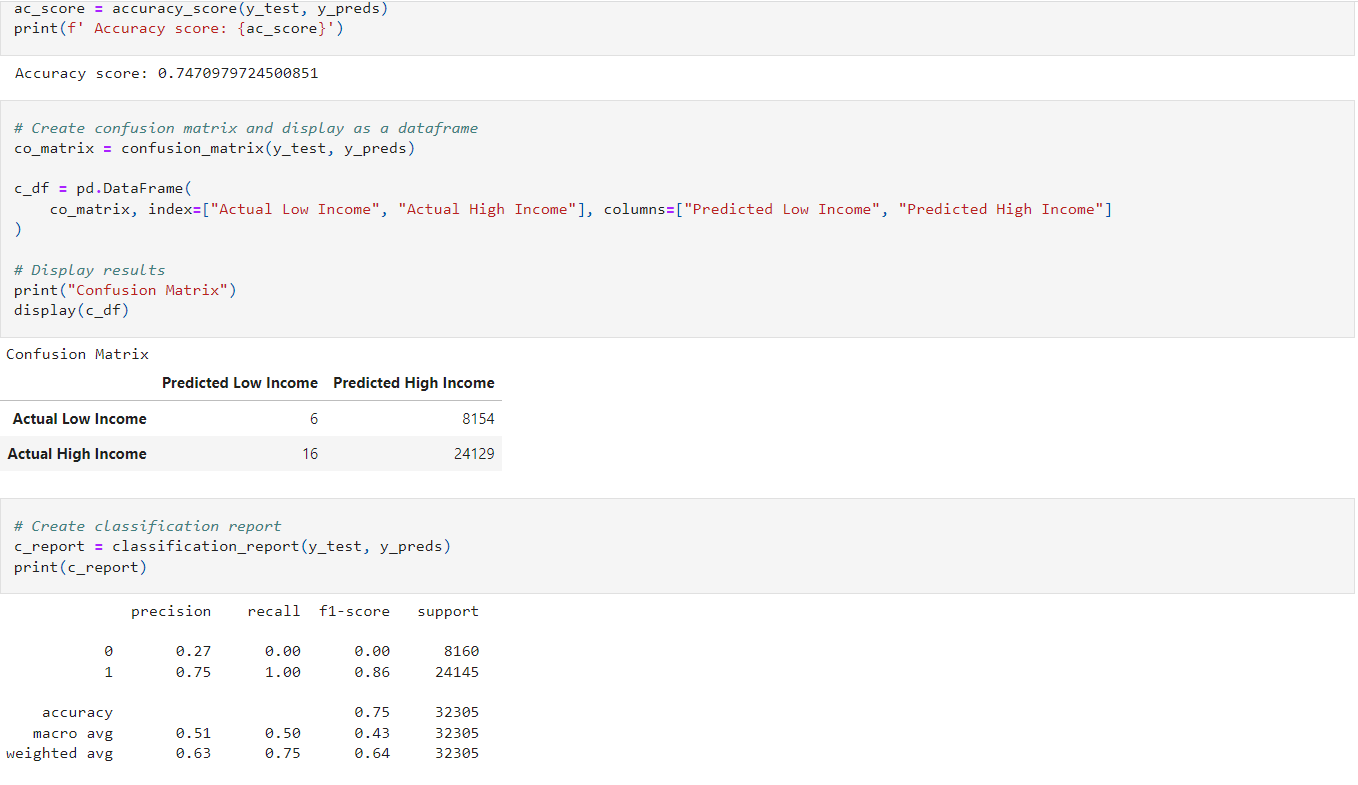 ac_score = accuracy_score(y_test, y_preds)
print(f' Accuracy score: {ac_score}')
Accuracy score: 0.7470979724500851
# Create confusion matrix and display as a dataframe
co_matrix = confusion_matrix(y_test, y_preds)
c_df = pd.DataFrame(
    co_matrix, index=["Actual Low Income", "Actual High Income"], columns=["Predicted Low Income", "Predicted High Income"]
)
# Display results
print("Confusion Matrix")
display(c_df)
Confusion Matrix
Predicted Low Income Predicted High Income
Actual Low Income 6 8154
Actual High Income 16 24129
# Create classification report
c_report = classification_report(y_test, y_preds)
print(c_report)
precision recall f1-score support
0 0.27 0.00 0.00 8160
1 0.75 1.00 0.86 24145
accuracy 0.75 32305
macro avg 0.51 0.50 0.43 32305
weighted avg 0.63 0.75 0.64 32305